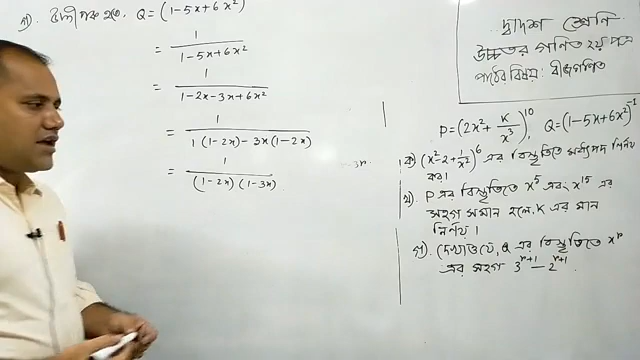 গ) উদ্দীপক হতে, Q = (1-5x+6x²)
= 1/(1-5x+6x²)
= 1/(1-2x-3x+6x²)
= 1/(1(1-2x)-3x(1-2x))
= 1/((1-2x)(1-3x))
দ্বাদশ শ্রেণি
উচ্চতর গণিত ২য় পত্র
পাঠের বিষয়: বীজগণিত
P=(2x²+K/x³)¹⁰, Q=(1-5x+6x²)⁻¹
ক) (x²-2+1/x²)⁶ এর বিস্তৃতিতে মধ্যপদ নির্ণয়
কর।
খ) P এর বিস্তৃতিতে x⁵ এবং x¹⁵ এর
সহগ সমান হলে, K এর মান
নির্ণয়।
গ) দেখাও যে, Q এর বিস্তৃতিতে xʳ
এর সহগ 3ʳ⁺¹-2ʳ⁺¹.